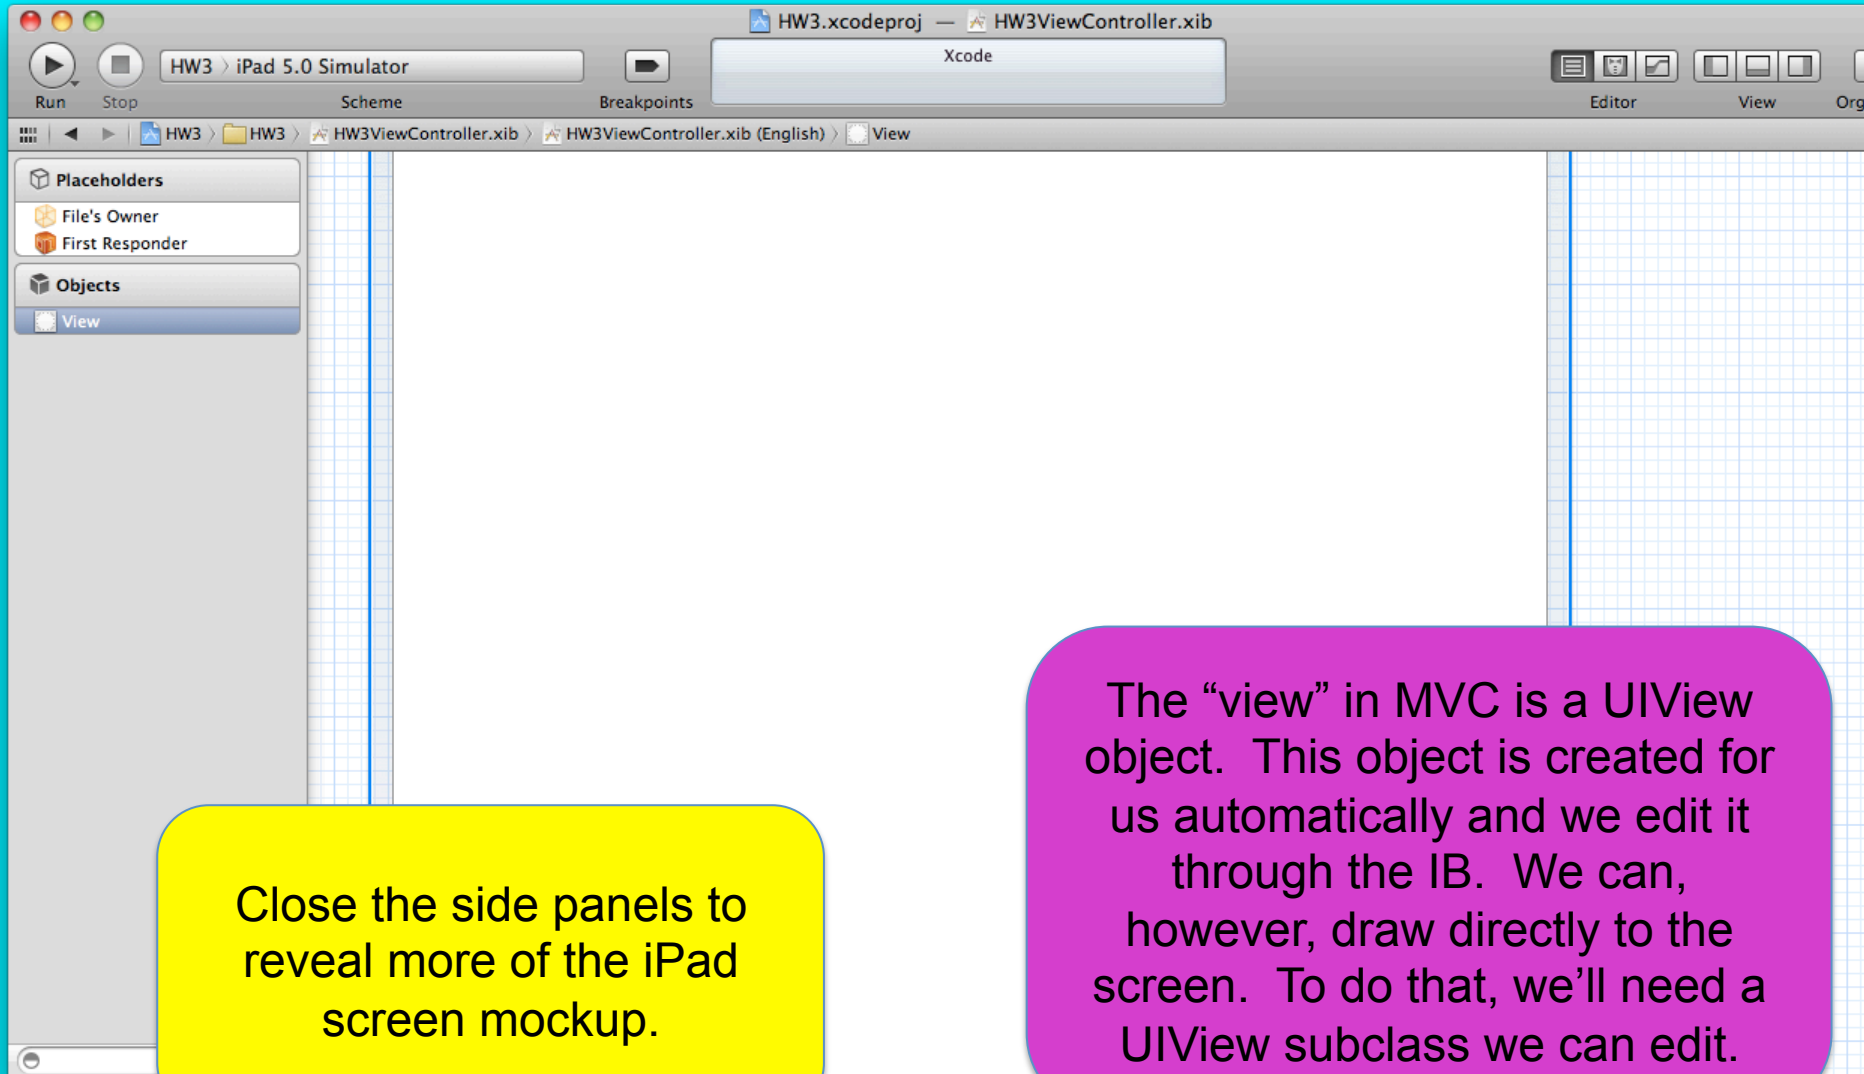 HW3.xcodeproj — HW3ViewController.xib
HW3 › iPad 5.0 Simulator
Xcode
Run Stop Scheme Breakpoints Editor View Org
HW3 › HW3 › HW3ViewController.xib › HW3ViewController.xib (English) › View
Placeholders
File's Owner
First Responder
Objects
View
Close the side panels to
reveal more of the iPad
screen mockup.
The “view” in MVC is a UIView
object. This object is created for
us automatically and we edit it
through the IB. We can,
however, draw directly to the
screen. To do that, we’ll need a
UIView subclass we can edit.